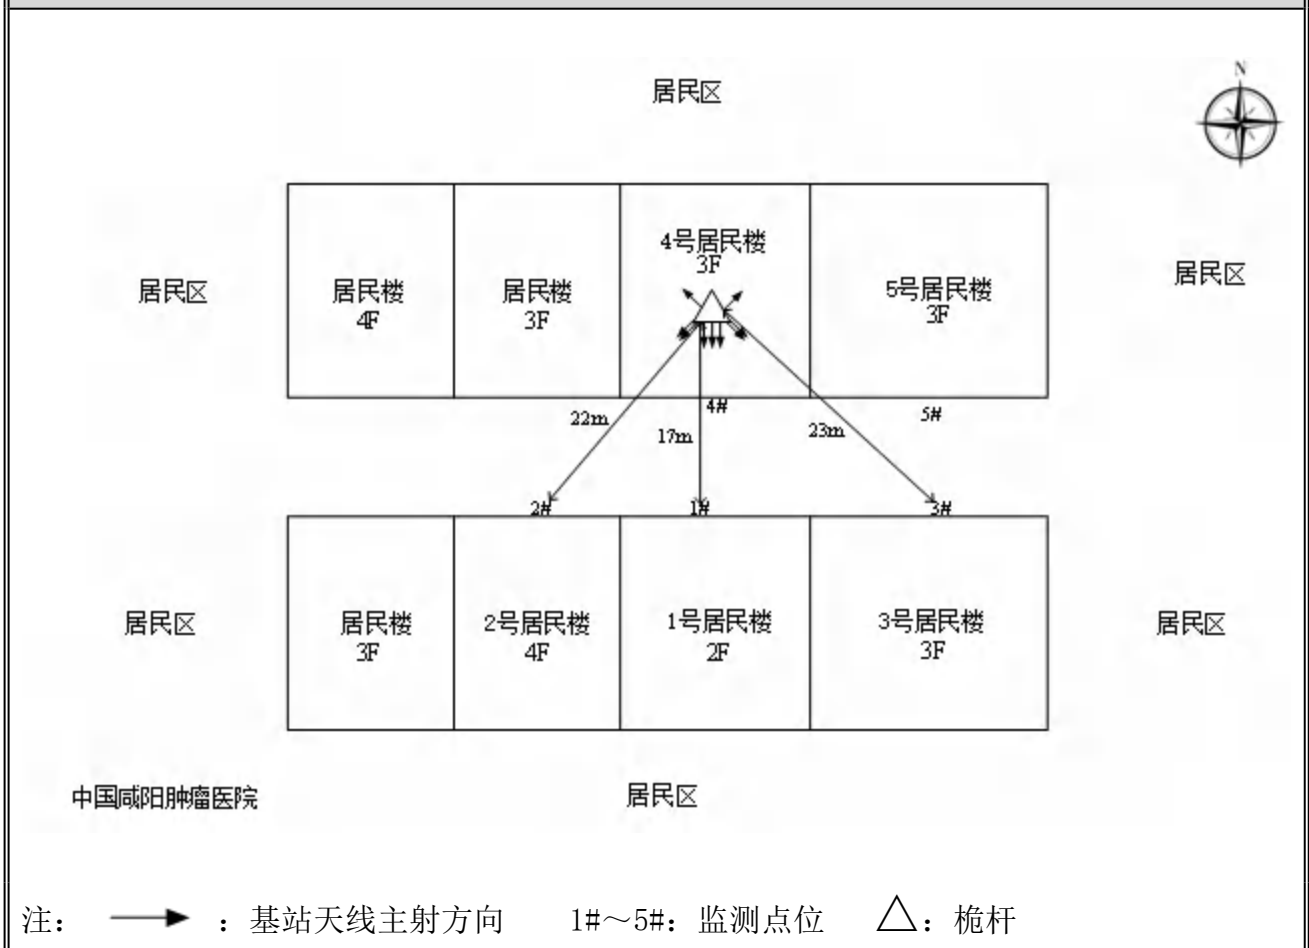 居民区
N
4号居民楼
3F
居民区
居民楼
4F
居民楼
3F
5号居民楼
3F
居民区
22m
17m
4#
23m
5#
2#
1#
3#
居民区
居民楼
3F
2号居民楼
4F
1号居民楼
2F
3号居民楼
3F
居民区
中国咸阳肿瘤医院
居民区
注： ：基站天线主射方向 1#～5#：监测点位 △：桅杆